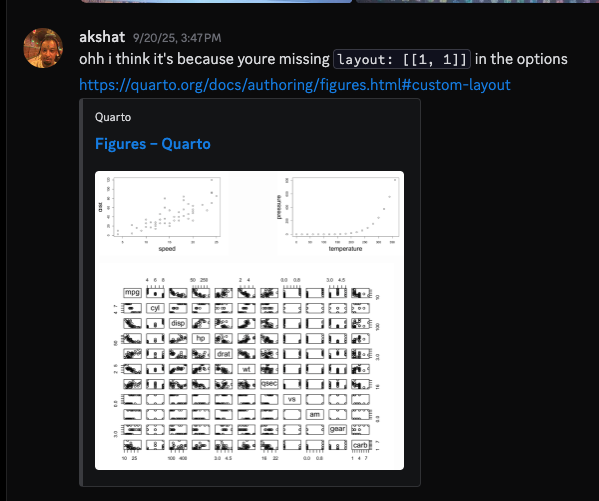 akshat 9/20/25, 3:47 PM
ohh i think it's because youre missing layout: [[1, 1]] in the options
https://quarto.org/docs/authoring/figures.html#custom-layout
Quarto
Figures – Quarto
dist
speed
pressure
temperature
4 6 8 50 250 2 4 0.0 0.8 3.0 4.5
mpg
cyl
disp
hp
drat
wt
qsec
vs
am
gear
carb
10 25 100 400 3.0 4.5 16 22 0.0 0.8 1 4 7